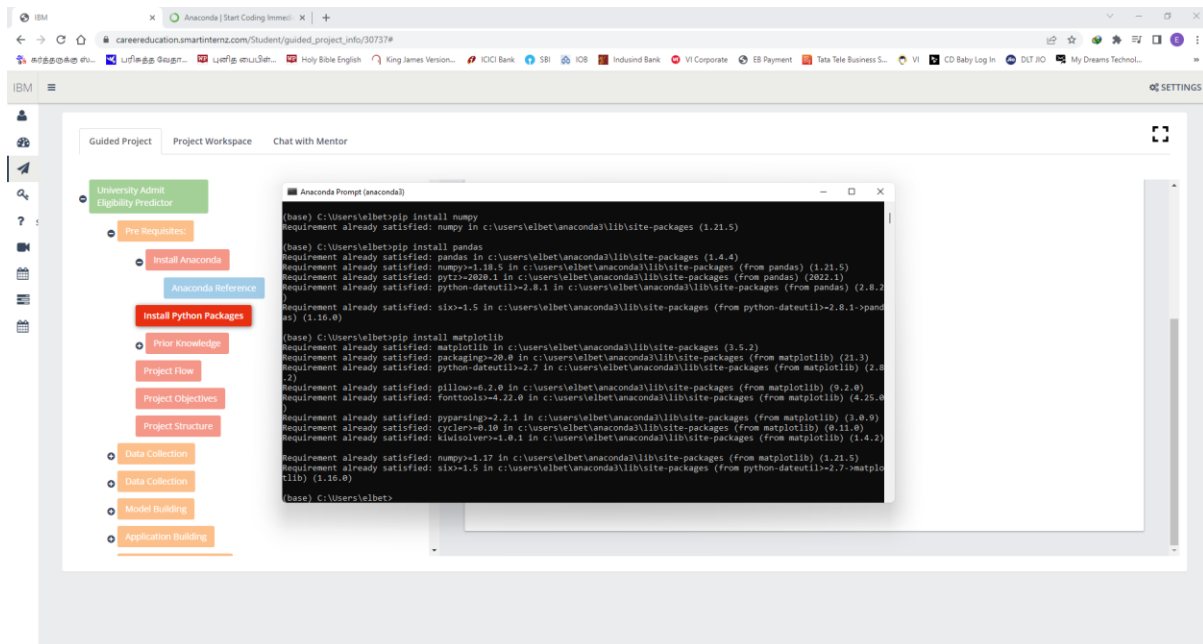 IBM
Anaconda | Start Coding Immedi
careereducation.smartinternz.com/Student/guided_project_info/30737#
கர்த்தருக்கு ஸ்... பரிசுத்த வேதா... புனித பைபிள்... Holy Bible English King James Version... ICICI Bank SBI IOB Indusind Bank VI Corporate EB Payment Tata Tele Business S... VI CD Baby Log In DLT JIO My Dreams Technol... »
IBM
SETTINGS
Guided Project Project Workspace Chat with Mentor
University Admit
Eligibility Predictor
Pre Requisites:
Install Anaconda
Anaconda Reference
Install Python Packages
Prior Knowledge
Project Flow
Project Objectives
Project Structure
Data Collection
Data Collection
Model Building
Application Building
Anaconda Prompt (anaconda3)
(base) C:\Users\elbet>pip install numpy
Requirement already satisfied: numpy in c:\users\elbet\anaconda3\lib\site-packages (1.21.5)
(base) C:\Users\elbet>pip install pandas
Requirement already satisfied: pandas in c:\users\elbet\anaconda3\lib\site-packages (1.4.4)
Requirement already satisfied: numpy>=1.18.5 in c:\users\elbet\anaconda3\lib\site-packages (from pandas) (1.21.5)
Requirement already satisfied: pytz>=2020.1 in c:\users\elbet\anaconda3\lib\site-packages (from pandas) (2022.1)
Requirement already satisfied: python-dateutil>=2.8.1 in c:\users\elbet\anaconda3\lib\site-packages (from pandas) (2.8.2
)
Requirement already satisfied: six>=1.5 in c:\users\elbet\anaconda3\lib\site-packages (from python-dateutil>=2.8.1->pand
as) (1.16.0)
(base) C:\Users\elbet>pip install matplotlib
Requirement already satisfied: matplotlib in c:\users\elbet\anaconda3\lib\site-packages (3.5.2)
Requirement already satisfied: packaging>=20.0 in c:\users\elbet\anaconda3\lib\site-packages (from matplotlib) (21.3)
Requirement already satisfied: python-dateutil>=2.7 in c:\users\elbet\anaconda3\lib\site-packages (from matplotlib) (2.8
.2)
Requirement already satisfied: pillow>=6.2.0 in c:\users\elbet\anaconda3\lib\site-packages (from matplotlib) (9.2.0)
Requirement already satisfied: fonttools>=4.22.0 in c:\users\elbet\anaconda3\lib\site-packages (from matplotlib) (4.25.0
)
Requirement already satisfied: pyparsing>=2.2.1 in c:\users\elbet\anaconda3\lib\site-packages (from matplotlib) (3.0.9)
Requirement already satisfied: cycler>=0.10 in c:\users\elbet\anaconda3\lib\site-packages (from matplotlib) (0.11.0)
Requirement already satisfied: kiwisolver>=1.0.1 in c:\users\elbet\anaconda3\lib\site-packages (from matplotlib) (1.4.2)
Requirement already satisfied: numpy>=1.17 in c:\users\elbet\anaconda3\lib\site-packages (from matplotlib) (1.21.5)
Requirement already satisfied: six>=1.5 in c:\users\elbet\anaconda3\lib\site-packages (from python-dateutil>=2.7->matplo
tlib) (1.16.0)
(base) C:\Users\elbet>